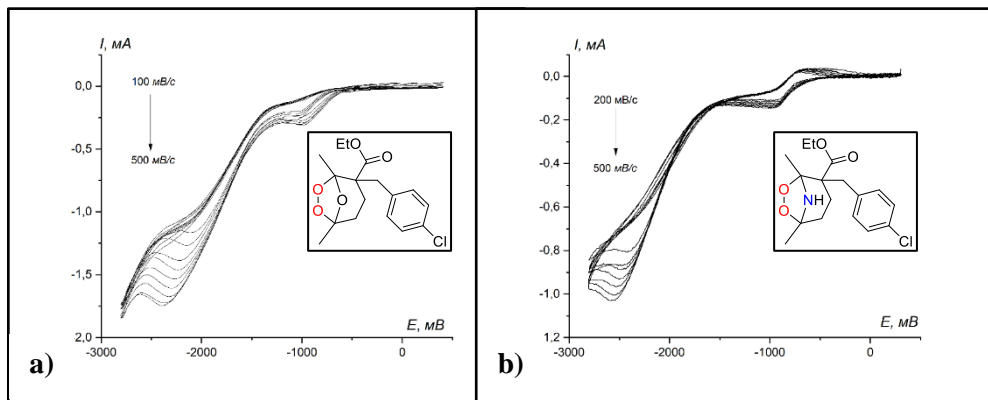 I, мА
0,0
-0,5
-1,0
-1,5
2,0
100 мВ/с
500 мВ/с
EtO
O
O
O
O
Cl
E, мВ
-3000
-2000
-1000
0
a)
I, мА
0,0
-0,2
-0,4
-0,6
-0,8
-1,0
1,2
200 мВ/с
500 мВ/с
EtO
O
O
O
NH
Cl
E, мВ
-3000
-2000
-1000
0
b)